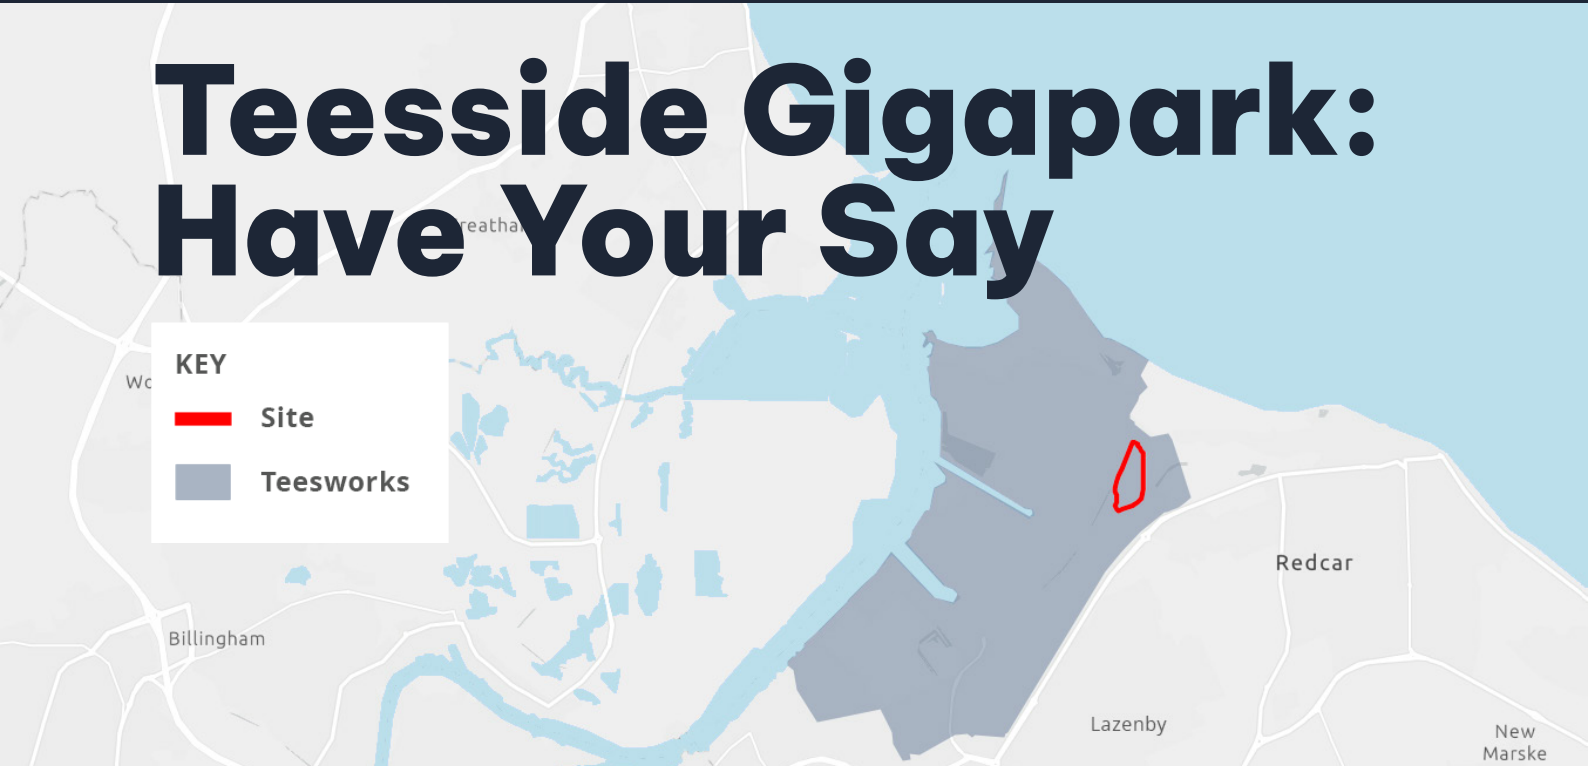 Teesside Gigapark:
Have Your Say
KEY
Site
Teesworks
Billingham
Redcar
Lazenby
New
Marske